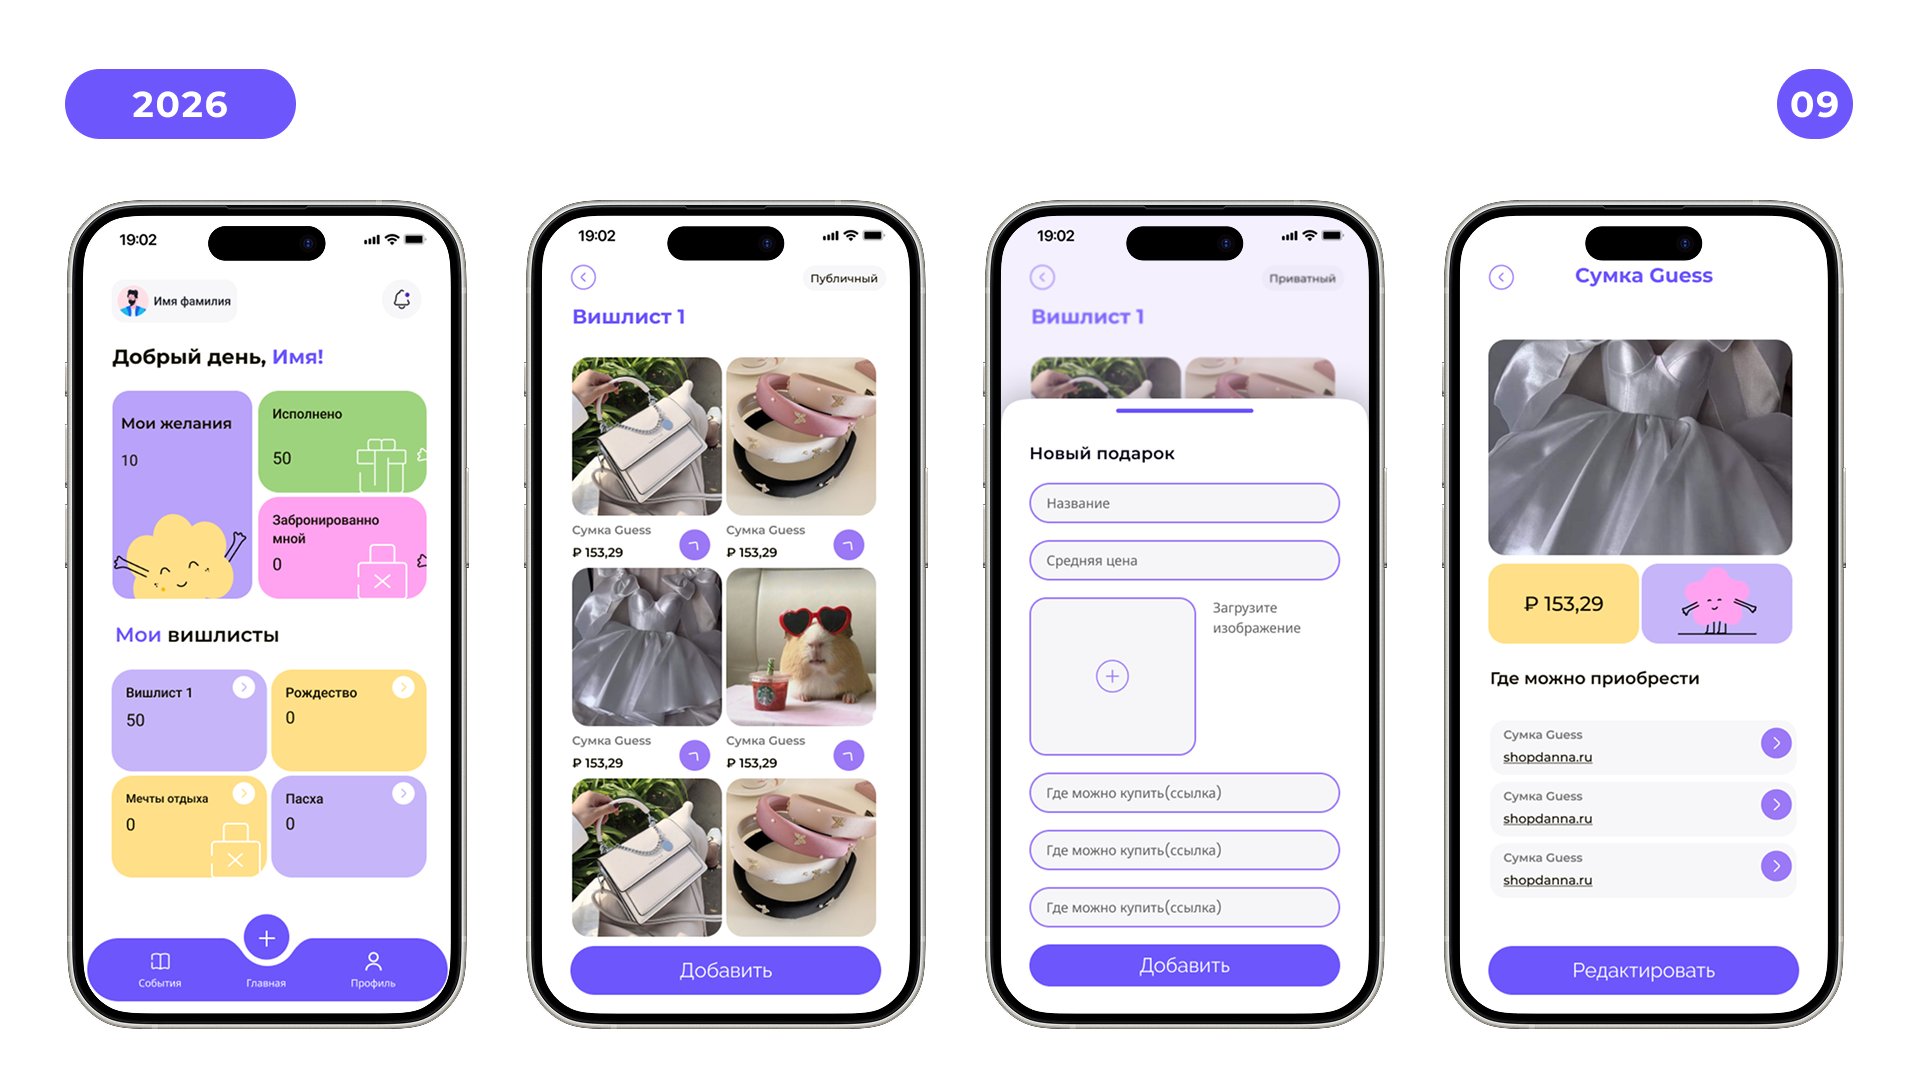 2026
09
19:02
Имя фамилия
Добрый день, Имя!
Мои желания
10
Исполнено
50
Забронированно
мной
0
Мои вишлисты
Вишлист 1
50
Рождество
0
Мечты отдыха
0
Пасха
0
События
Главная
Профиль
19:02
Публичный
Вишлист 1
Сумка Guess
₽ 153,29
Сумка Guess
₽ 153,29
Сумка Guess
₽ 153,29
Сумка Guess
₽ 153,29
Добавить
19:02
Приватный
Вишлист 1
Новый подарок
Название
Средняя цена
Загрузите
изображение
Где можно купить(ссылка)
Где можно купить(ссылка)
Где можно купить(ссылка)
Добавить
Сумка Guess
₽ 153,29
Где можно приобрести
Сумка Guess
shopdanna.ru
Сумка Guess
shopdanna.ru
Сумка Guess
shopdanna.ru
Редактировать